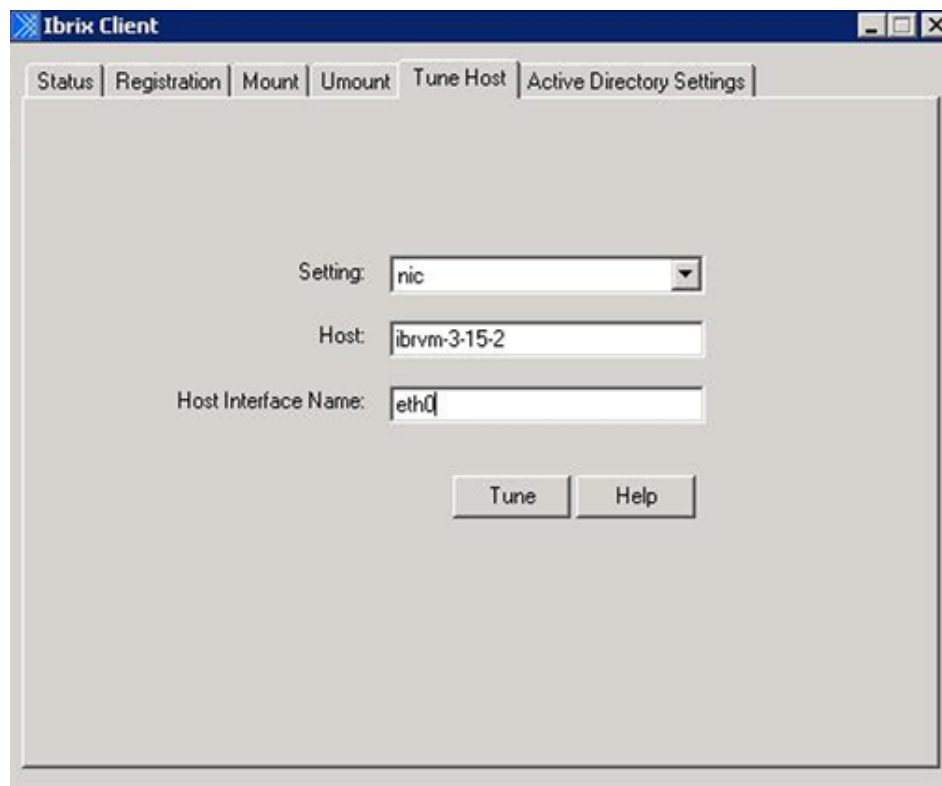 Ibrix Client
Status Registration Mount Umount Tune Host Active Directory Settings
Setting: nic
Host: ibrvm-3-15-2
Host Interface Name: eth0
Tune Help